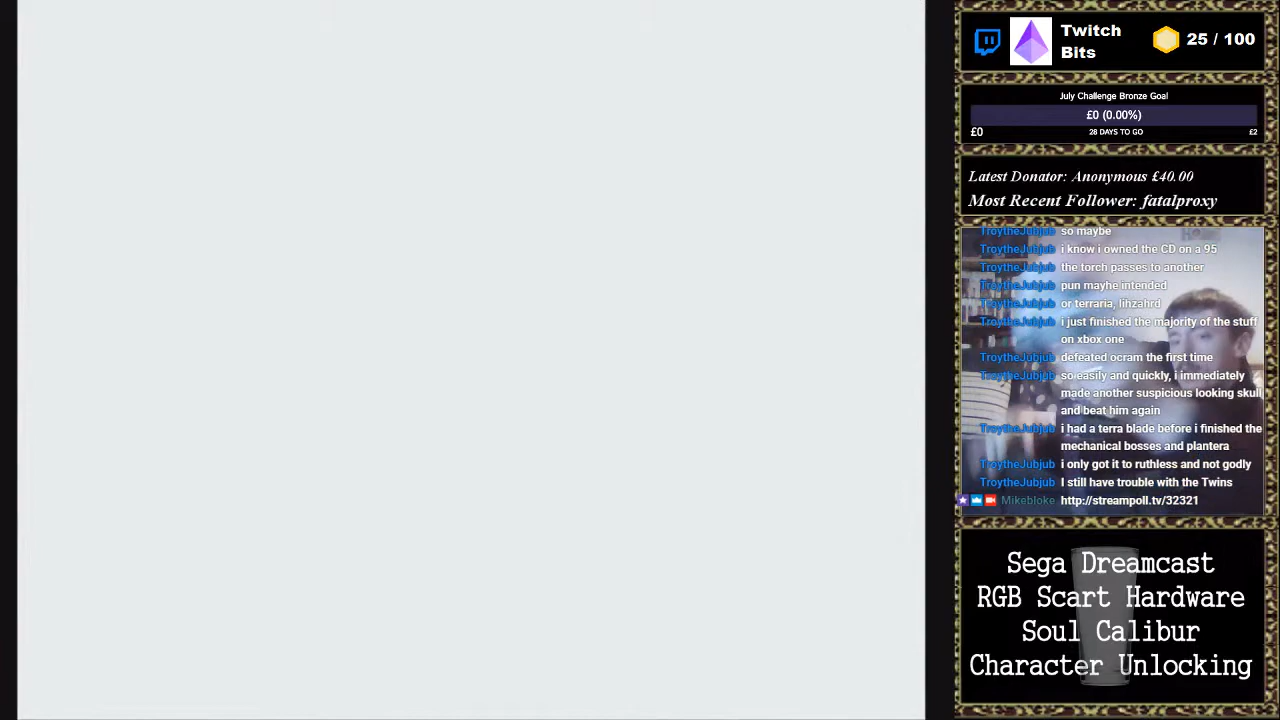 Twitch
Bits
25 / 100
July Challenge Bronze Goal
£0 (0.00%)
£0
28 DAYS TO GO
£2
Latest Donator: Anonymous £40.00
Most Recent Follower: fatalproxy
TroytheJubjub so maybe
TroytheJubjub i know i owned the CD on a 95
TroytheJubjub the torch passes to another
TroytheJubjub pun mayhe intended
TroytheJubjub or terraria, lihzahrd
TroytheJubjub i just finished the majority of the stuff
on xbox one
TroytheJubjub defeated ocram the first time
TroytheJubjub so easily and quickly, i immediately
made another suspicious looking skull
and beat him again
TroytheJubjub i had a terra blade before i finished the
mechanical bosses and plantera
TroytheJubjub i only got it to ruthless and not godly
TroytheJubjub I still have trouble with the Twins
Mikebloke http://streampoll.tv/32321
Sega Dreamcast
RGB Scart Hardware
Soul Calibur
Character Unlocking